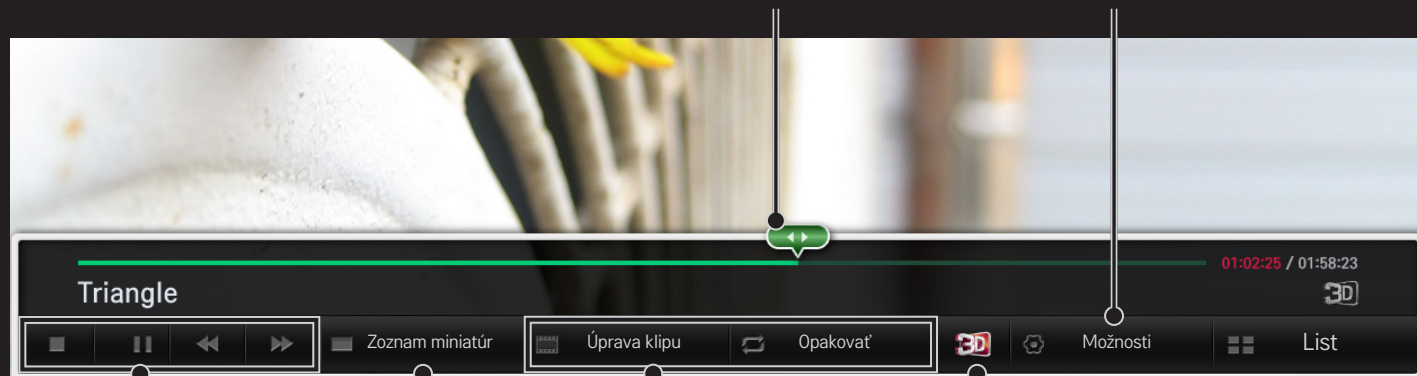 01:02:25 / 01:58:23
Triangle
3D
Zoznam miniatúr
Úprava klipu
Opakovať
3D
Možnosti
List